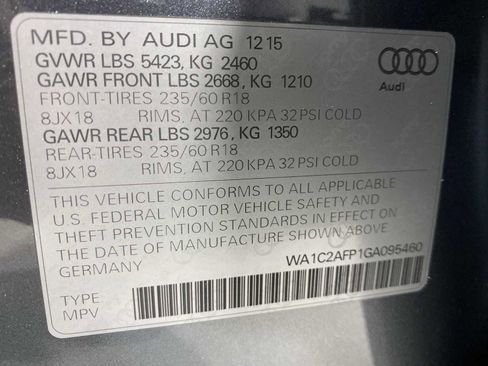 MFD. BY AUDI AG 12 15
GVWR LBS 5423, KG 2460
GAWR FRONT LBS 2668, KG 1210
FRONT-TIRES 235/60 R18
8JX18 RIMS, AT 220 KPA 32 PSI COLD
GAWR REAR LBS 2976, KG 1350
REAR-TIRES 235/60 R18
8JX18 RIMS, AT 220 KPA 32 PSI COLD
Audi
THIS VEHICLE CONFORMS TO ALL APPLICABLE
U.S. FEDERAL MOTOR VEHICLE SAFETY AND
THEFT PREVENTION STANDARDS IN EFFECT ON
THE DATE OF MANUFACTURE SHOWN ABOVE
GERMANY
WA1C2AFP1GA095460
TYPE:
MPV